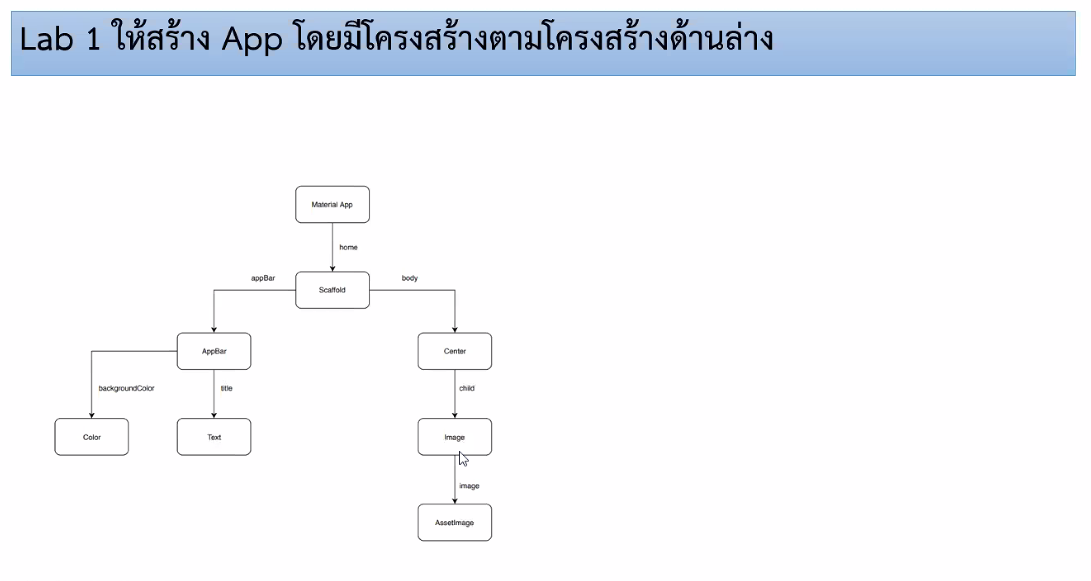 Lab 1 ให้สร้าง App โดยมีโครงสร้างตามโครงสร้างด้านล่าง
Material App
home
appBar
body
Scaffold
AppBar
Center
backgroundColor
title
child
Color
Text
Image
image
AssetImage